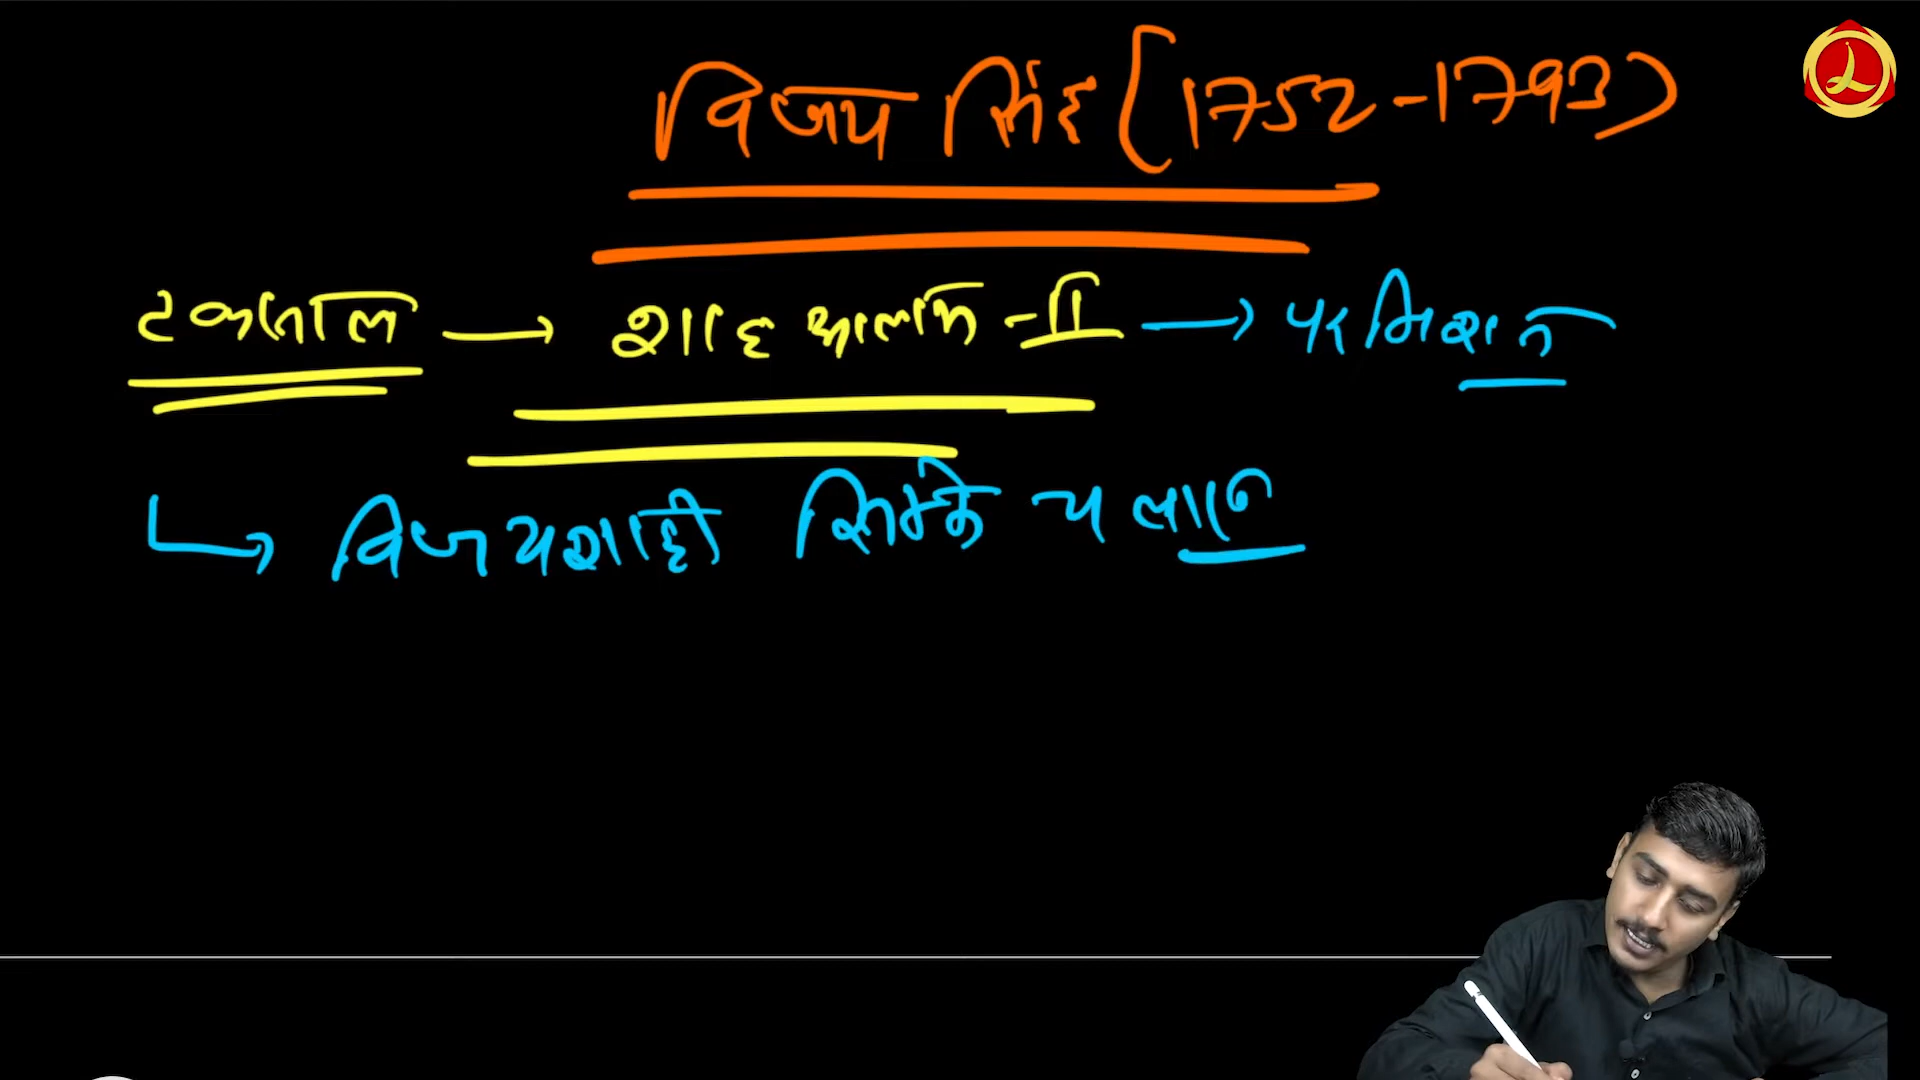 विजय सिंह (1752-1793)
टकसाल → शाह आलम -II → परमिशन
↳ विजयशाही सिक्के चलाए